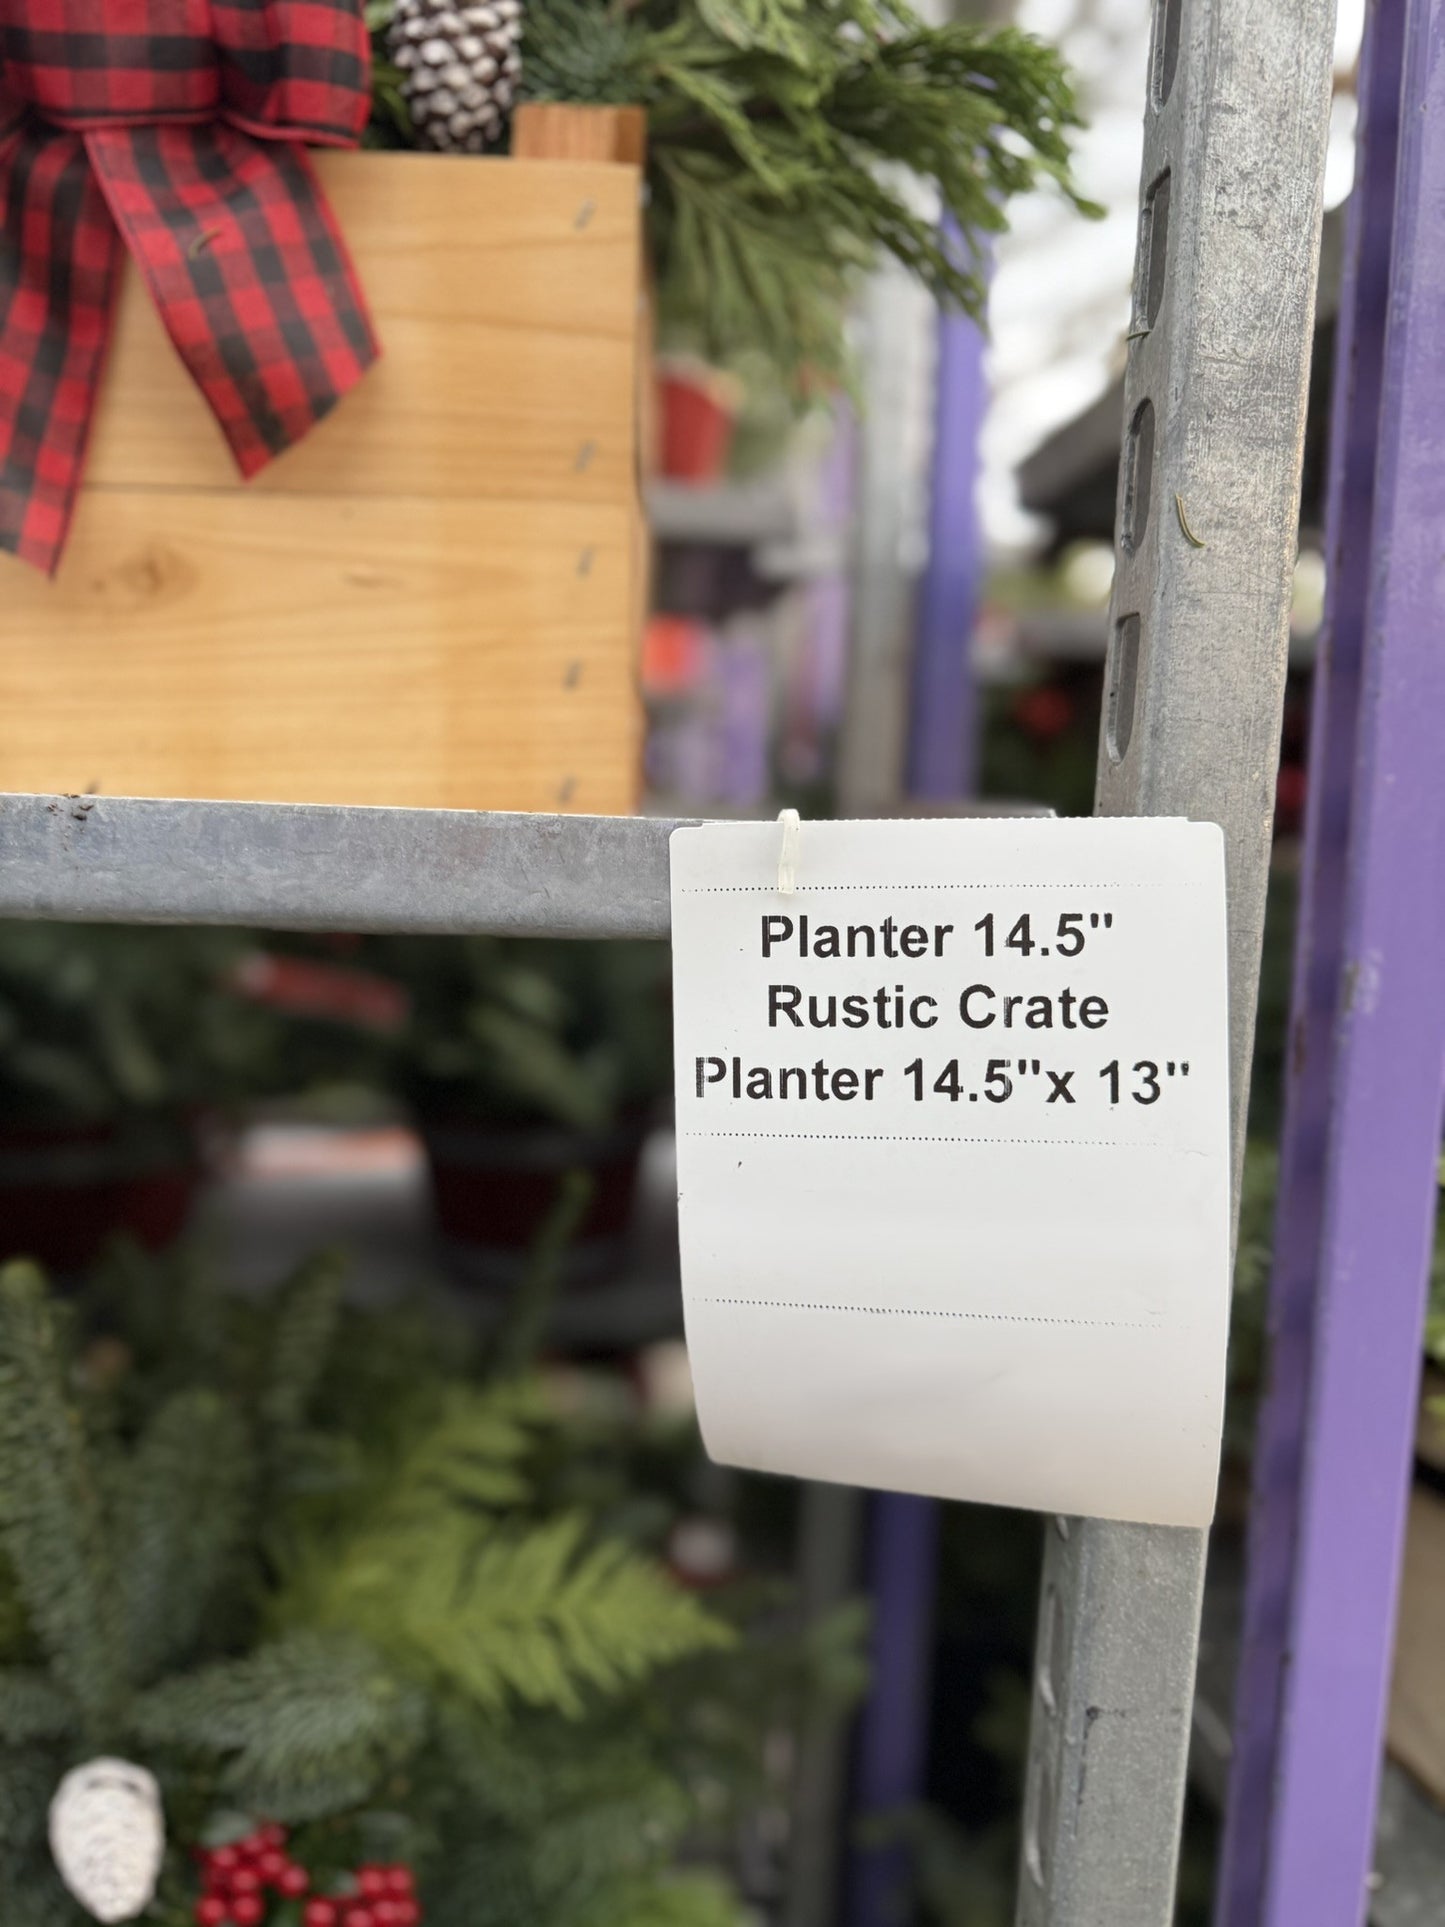 Planter 14.5"
Rustic Crate
Planter 14.5"x 13"